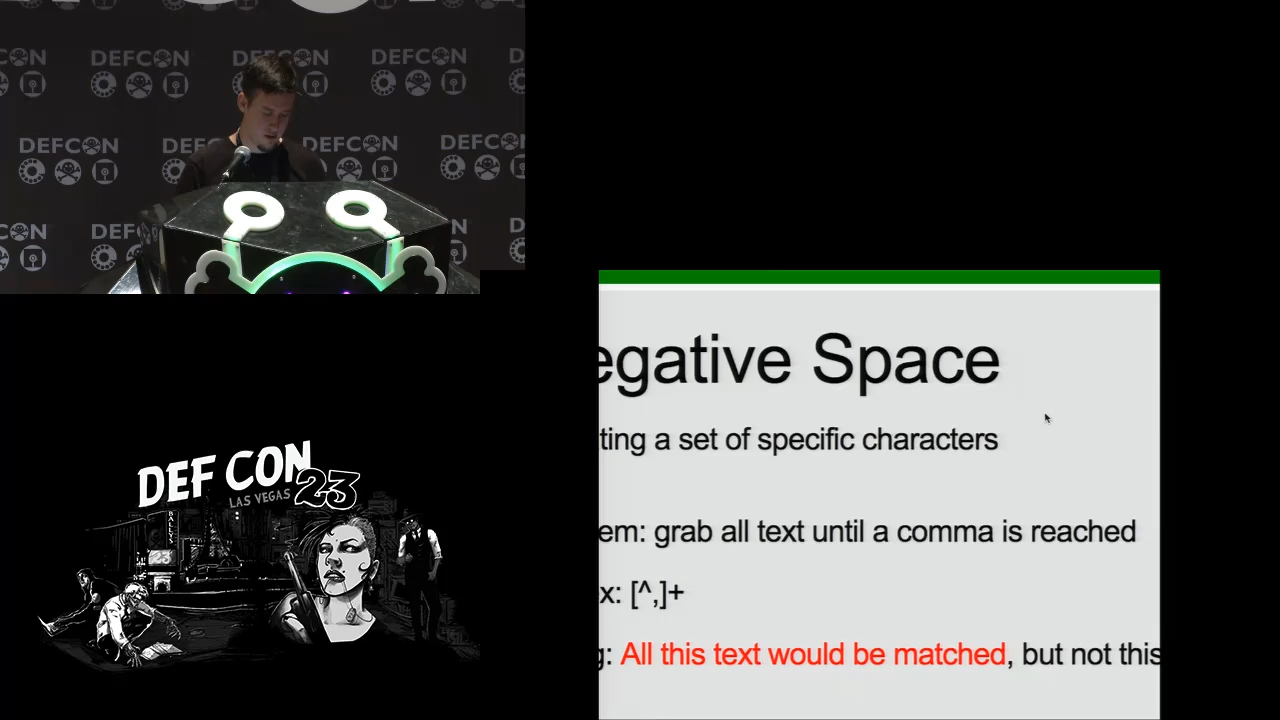 DEFCON DEFCON DEFCON
DEFCON DEFCON DEFCON DEFCON
DEF CON 23
LAS VEGAS
BALLY'S
egative Space
ting a set of specific characters
em: grab all text until a comma is reached
x: [^,]+
g: All this text would be matched, but not this